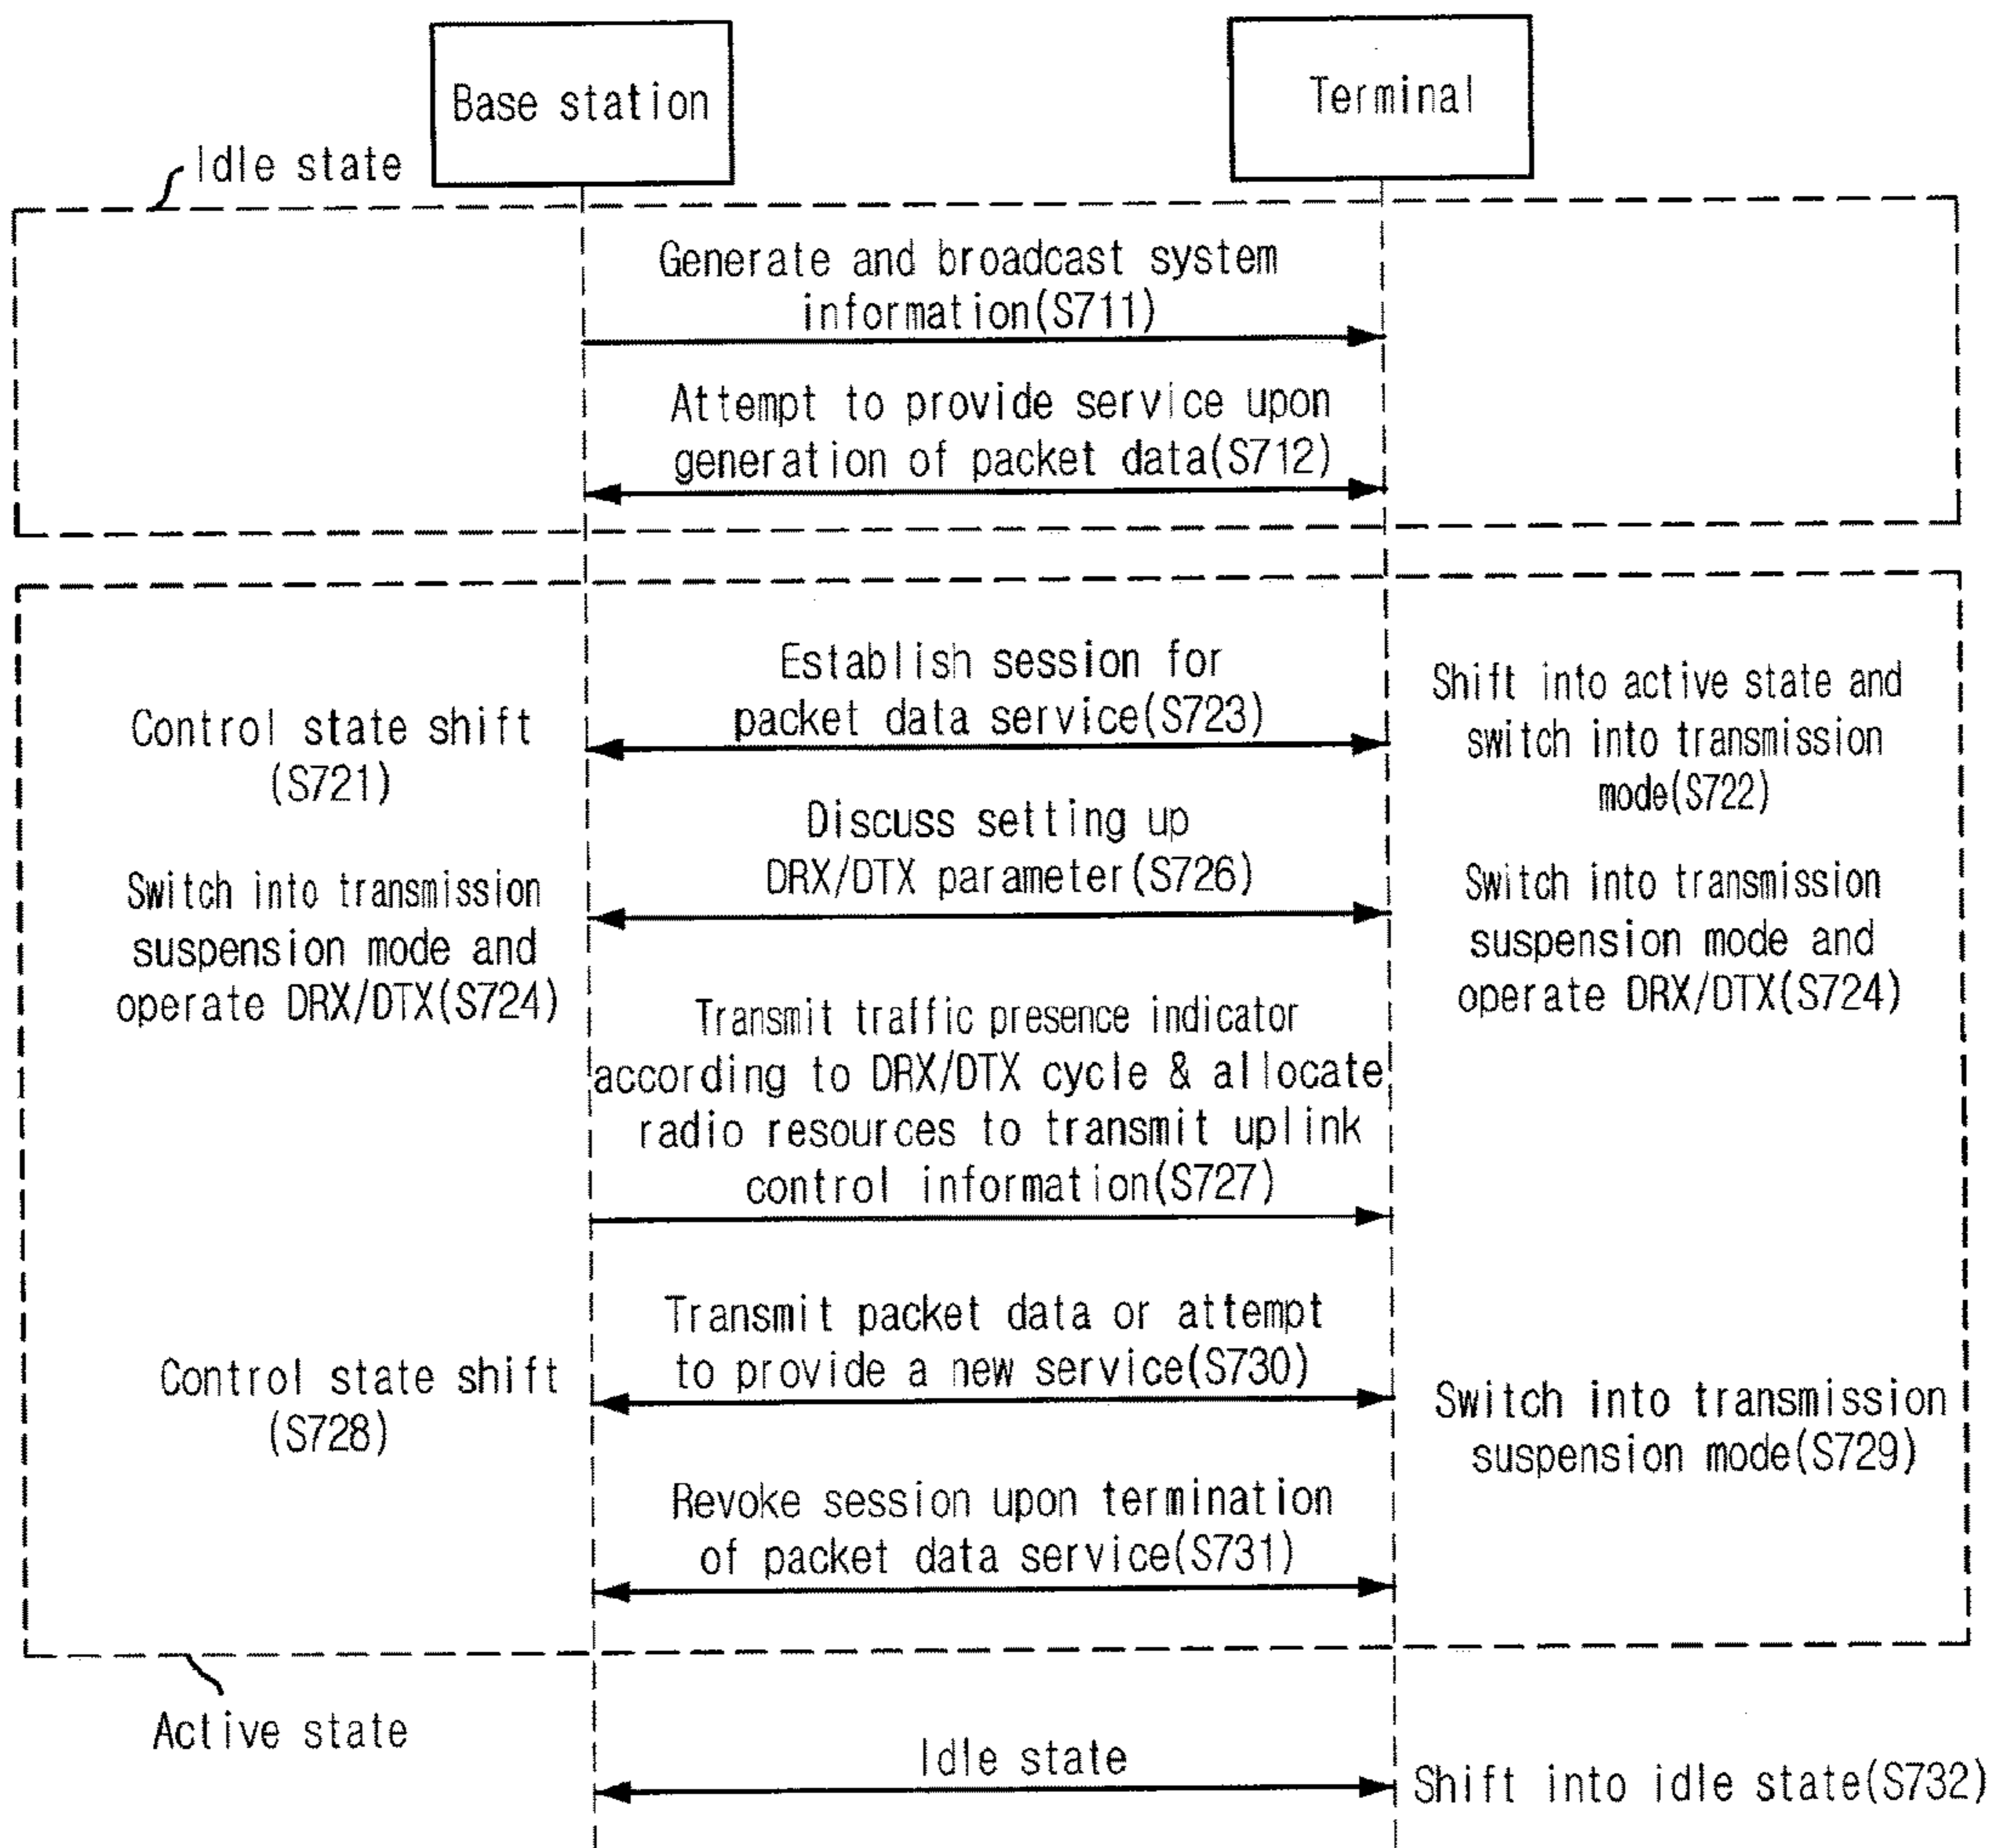 Base station
Terminal
Idle state
Generate and broadcast system
information(S711)
Attempt to provide service upon
generation of packet data(S712)
Establish session for
packet data service(S723)
Control state shift
(S721)
Shift into active state and
switch into transmission
mode(S722)
Discuss setting up
DRX/DTX parameter(S726)
Switch into transmission
suspension mode and
operate DRX/DTX(S724)
Switch into transmission
suspension mode and
operate DRX/DTX(S724)
Transmit traffic presence indicator
according to DRX/DTX cycle & allocate
radio resources to transmit uplink
control information(S727)
Transmit packet data or attempt
to provide a new service(S730)
Control state shift
(S728)
Switch into transmission
suspension mode(S729)
Revoke session upon termination
of packet data service(S731)
Active state
Idle state
Shift into idle state(S732)